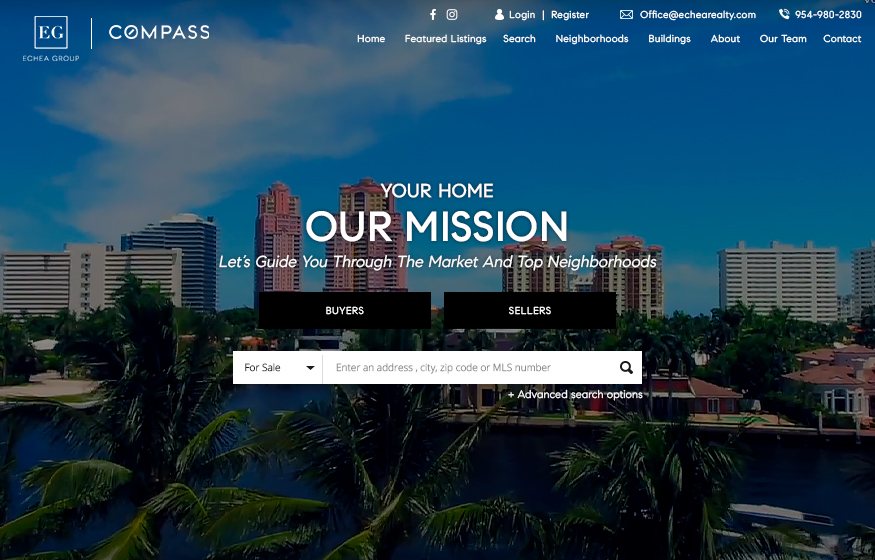 EG
ECHEA GROUP
COMPASS
Login | Register
Office@echearealty.com
954-980-2830
Home Featured Listings Search Neighborhoods Buildings About Our Team Contact
YOUR HOME
OUR MISSION
Let's Guide You Through The Market And Top Neighborhoods
BUYERS SELLERS
For Sale Enter an address , city, zip code or MLS number
+ Advanced search options